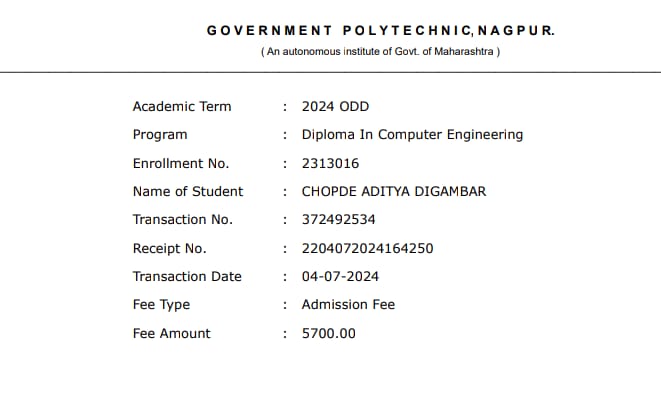 GOVERNMENT POLYTECHNIC, NAGPUR.
( An autonomous institute of Govt. of Maharashtra )
Academic Term : 2024 ODD
Program : Diploma In Computer Engineering
Enrollment No. : 2313016
Name of Student : CHOPDE ADITYA DIGAMBAR
Transaction No. : 372492534
Receipt No. : 2204072024164250
Transaction Date : 04-07-2024
Fee Type : Admission Fee
Fee Amount : 5700.00